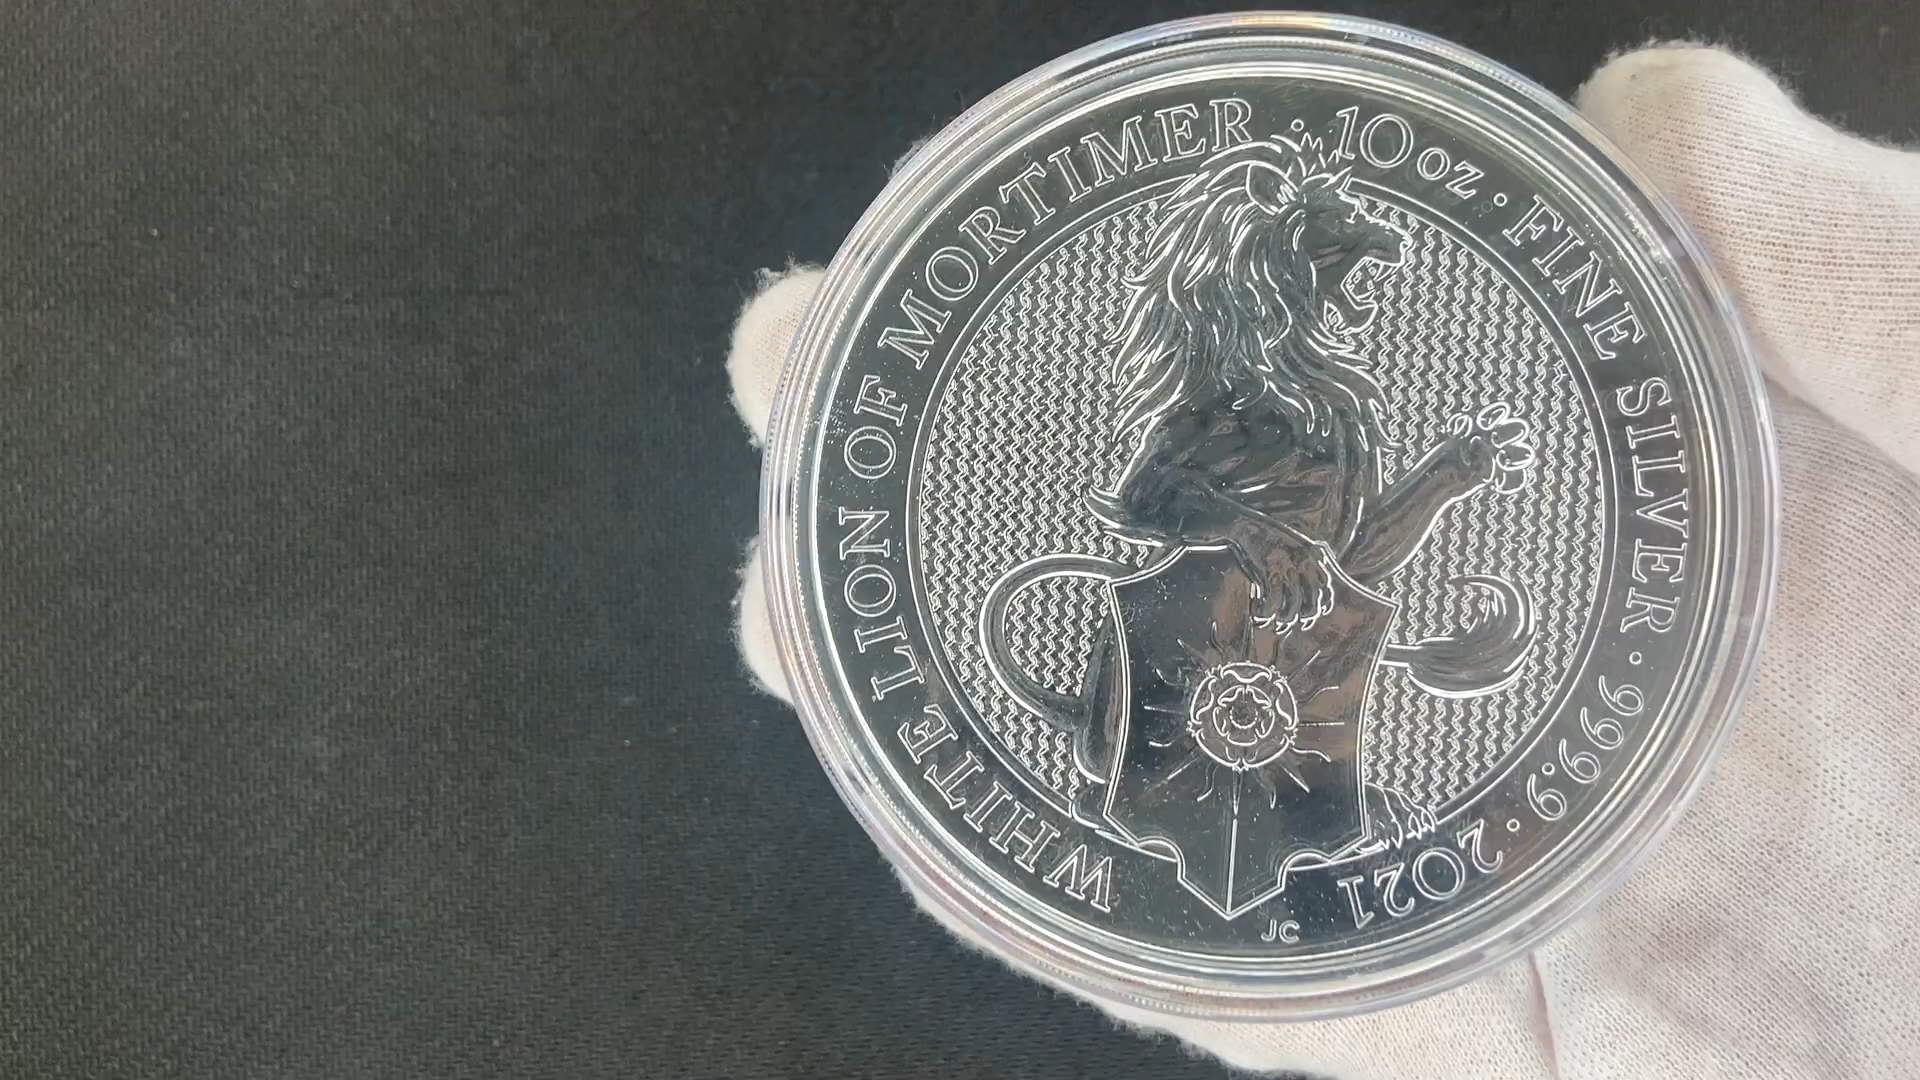 WHITE LION OF MORTIMER · 10 OZ · FINE SILVER · 999.9 · 2021
JC